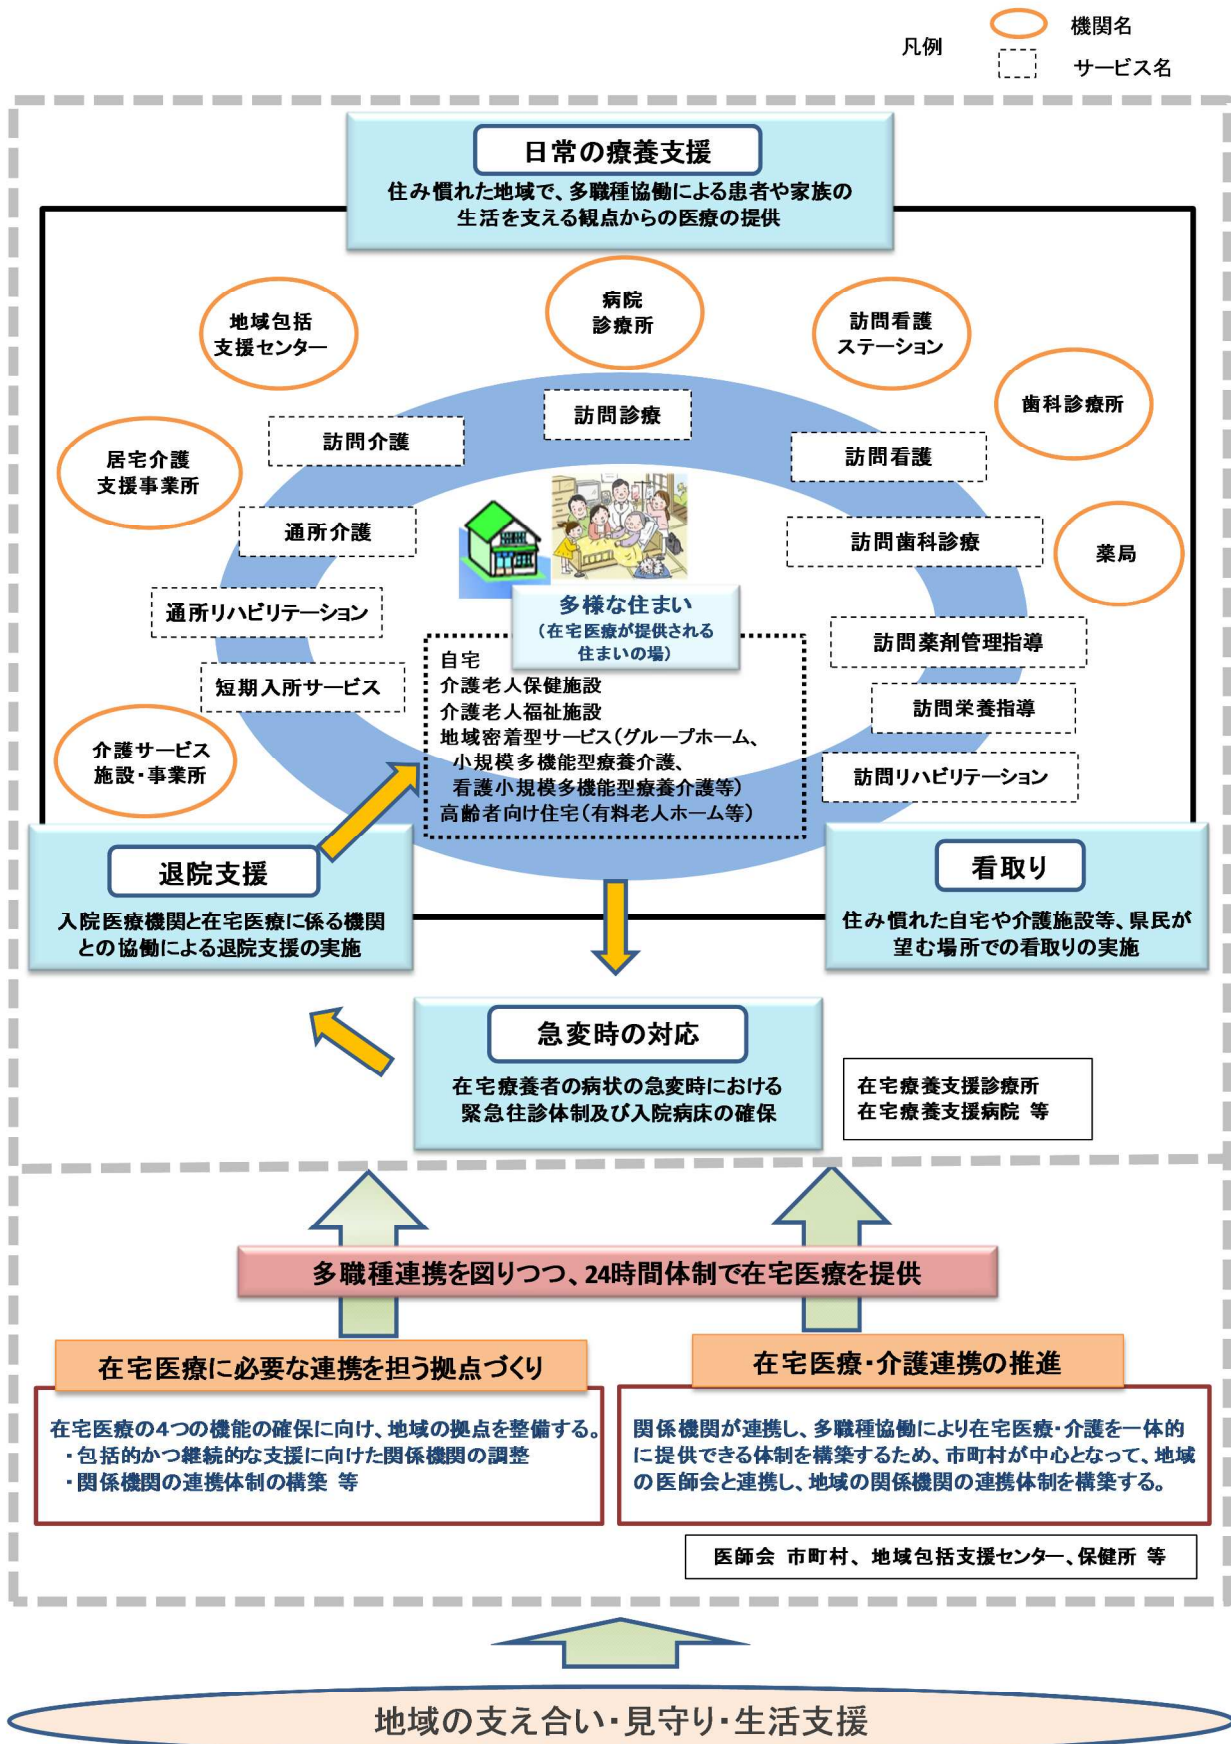 凡例
機関名
サービス名
日常の療養支援
住み慣れた地域で、多職種協働による患者や家族の
生活を支える観点からの医療の提供
地域包括
支援センター
病院
診療所
訪問看護
ステーション
歯科診療所
居宅介護
支援事業所
薬局
介護サービス
施設・事業所
訪問診療
訪問介護
訪問看護
通所介護
訪問歯科診療
通所リハビリテーション
訪問薬剤管理指導
短期入所サービス
訪問栄養指導
訪問リハビリテーション
多様な住まい
（在宅医療が提供される
住まいの場）
自宅
介護老人保健施設
介護老人福祉施設
地域密着型サービス（グループホーム、
小規模多機能型療養介護、
看護小規模多機能型療養介護等）
高齢者向け住宅（有料老人ホーム等）
退院支援
入院医療機関と在宅医療に係る機関
との協働による退院支援の実施
看取り
住み慣れた自宅や介護施設等、県民が
望む場所での看取りの実施
急変時の対応
在宅療養者の病状の急変時における
緊急往診体制及び入院病床の確保
在宅療養支援診療所
在宅療養支援病院 等
多職種連携を図りつつ、24時間体制で在宅医療を提供
在宅医療に必要な連携を担う拠点づくり
在宅医療の4つの機能の確保に向け、地域の拠点を整備する。
・包括的かつ継続的な支援に向けた関係機関の調整
・関係機関の連携体制の構築 等
在宅医療・介護連携の推進
関係機関が連携し、多職種協働により在宅医療・介護を一体的
に提供できる体制を構築するため、市町村が中心となって、地域
の医師会と連携し、地域の関係機関の連携体制を構築する。
医師会 市町村、地域包括支援センター、保健所 等
地域の支え合い・見守り・生活支援